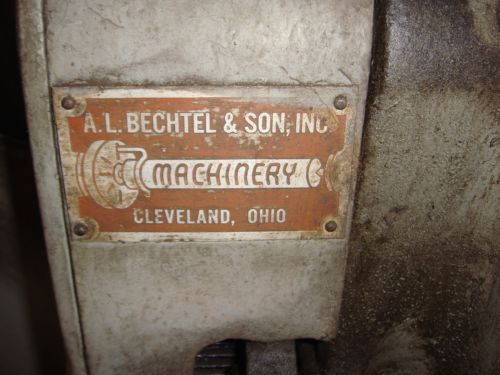 A. L. BECHTEL & SON, INC
MACHINERY
CLEVELAND, OHIO